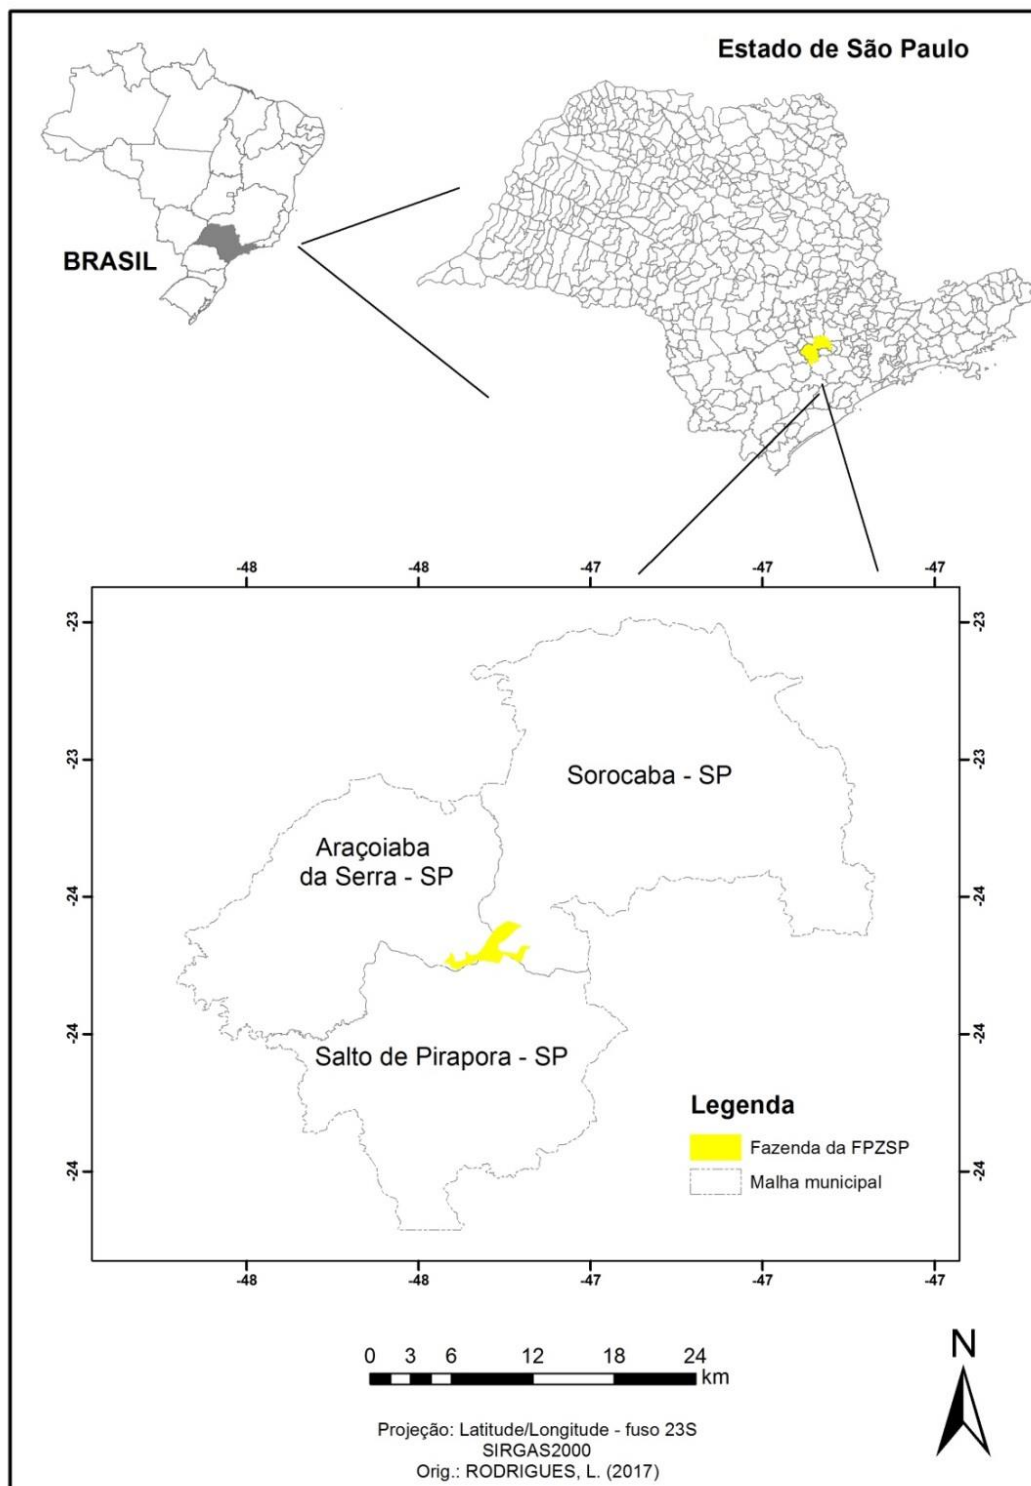 Estado de São Paulo
BRASIL
-48 -48 -47 -47 -47
-23 -23
-23 -23
Sorocaba - SP
Araçoiaba
da Serra - SP
-24 -24
-24 -24
Salto de Pirapora - SP
Legenda
Fazenda da FPZSP
-24 -24
Malha municipal
-48 -48 -47 -47 -47
N
0 3 6 12 18 24
km
Projeção: Latitude/Longitude - fuso 23S
SIRGAS2000
Orig.: RODRIGUES, L. (2017)